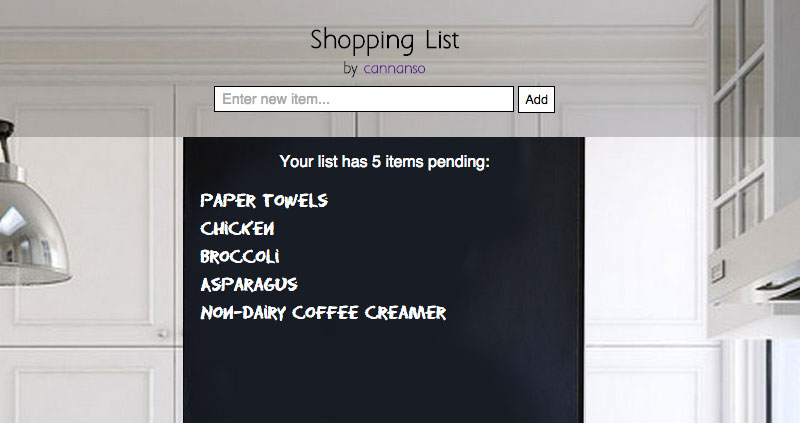 Shopping List
by cannanso
Enter new item...
Add
Your list has 5 items pending:
PAPER TOWELS
CHICKEN
BROCCOLI
ASPARAGUS
NON-DAIRY COFFEE CREAMER